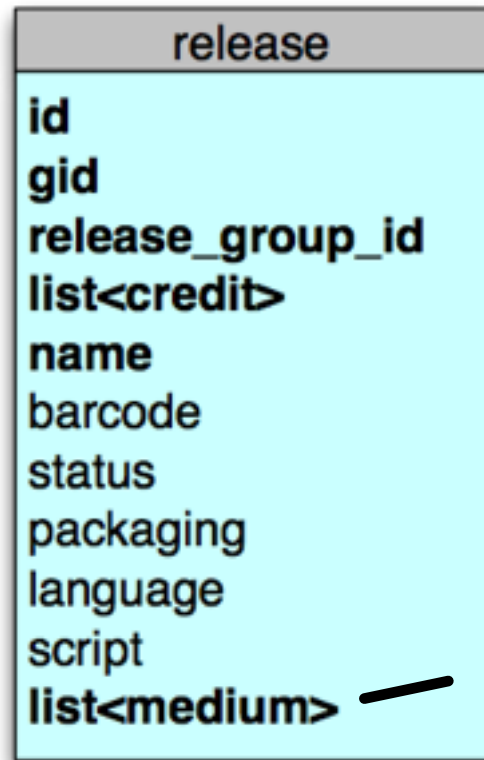 release
id
gid
release_group_id
list<credit>
name
barcode
status
packaging
language
script
list<medium>